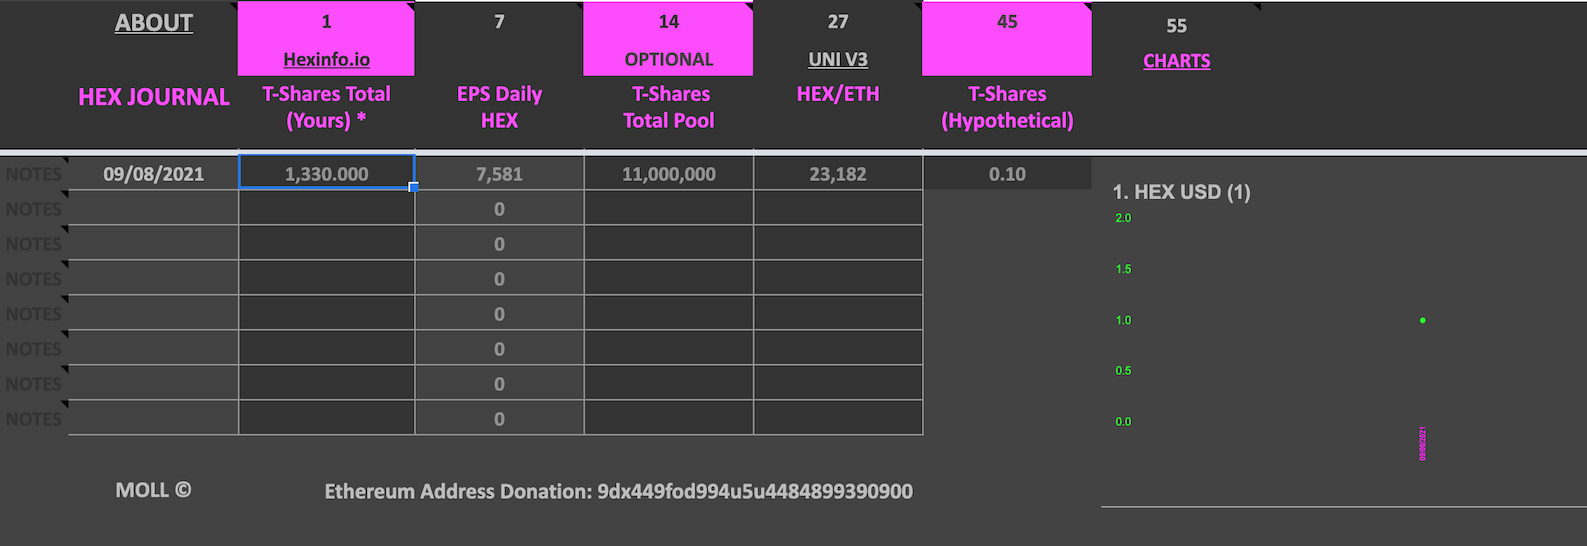 ABOUT 1 7 14 27 45 55
Hexinfo.io OPTIONAL UNI V3 CHARTS
HEX JOURNAL T-Shares Total EPS Daily T-Shares HEX/ETH T-Shares
(Yours) * HEX Total Pool (Hypothetical)
NOTES 09/08/2021 1,330.000 7,581 11,000,000 23,182 0.10
NOTES 0
NOTES 0
NOTES 0
NOTES 0
NOTES 0
NOTES 0
NOTES 0
1. HEX USD (1)
2.0
1.5
1.0
0.5
0.0
09/08/2021
MOLL © Ethereum Address Donation: 9dx449fod994u5u4484899390900